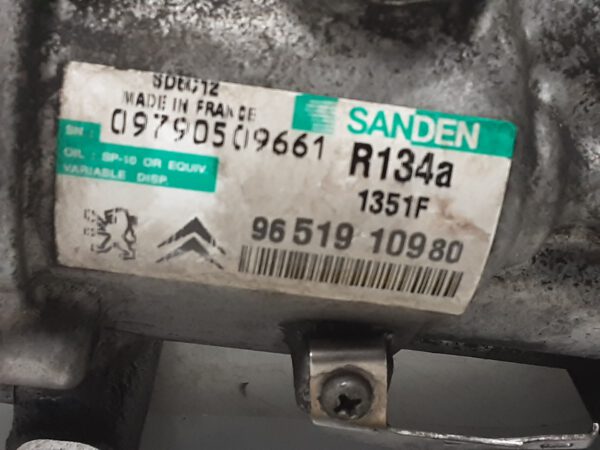 SD6C12
MADE IN FRANCE
SANDEN
SN : 09790509661
R134a
OIL : SP-10 OR EQUIV.
VARIABLE DISP.
1351F
96 519 109 80